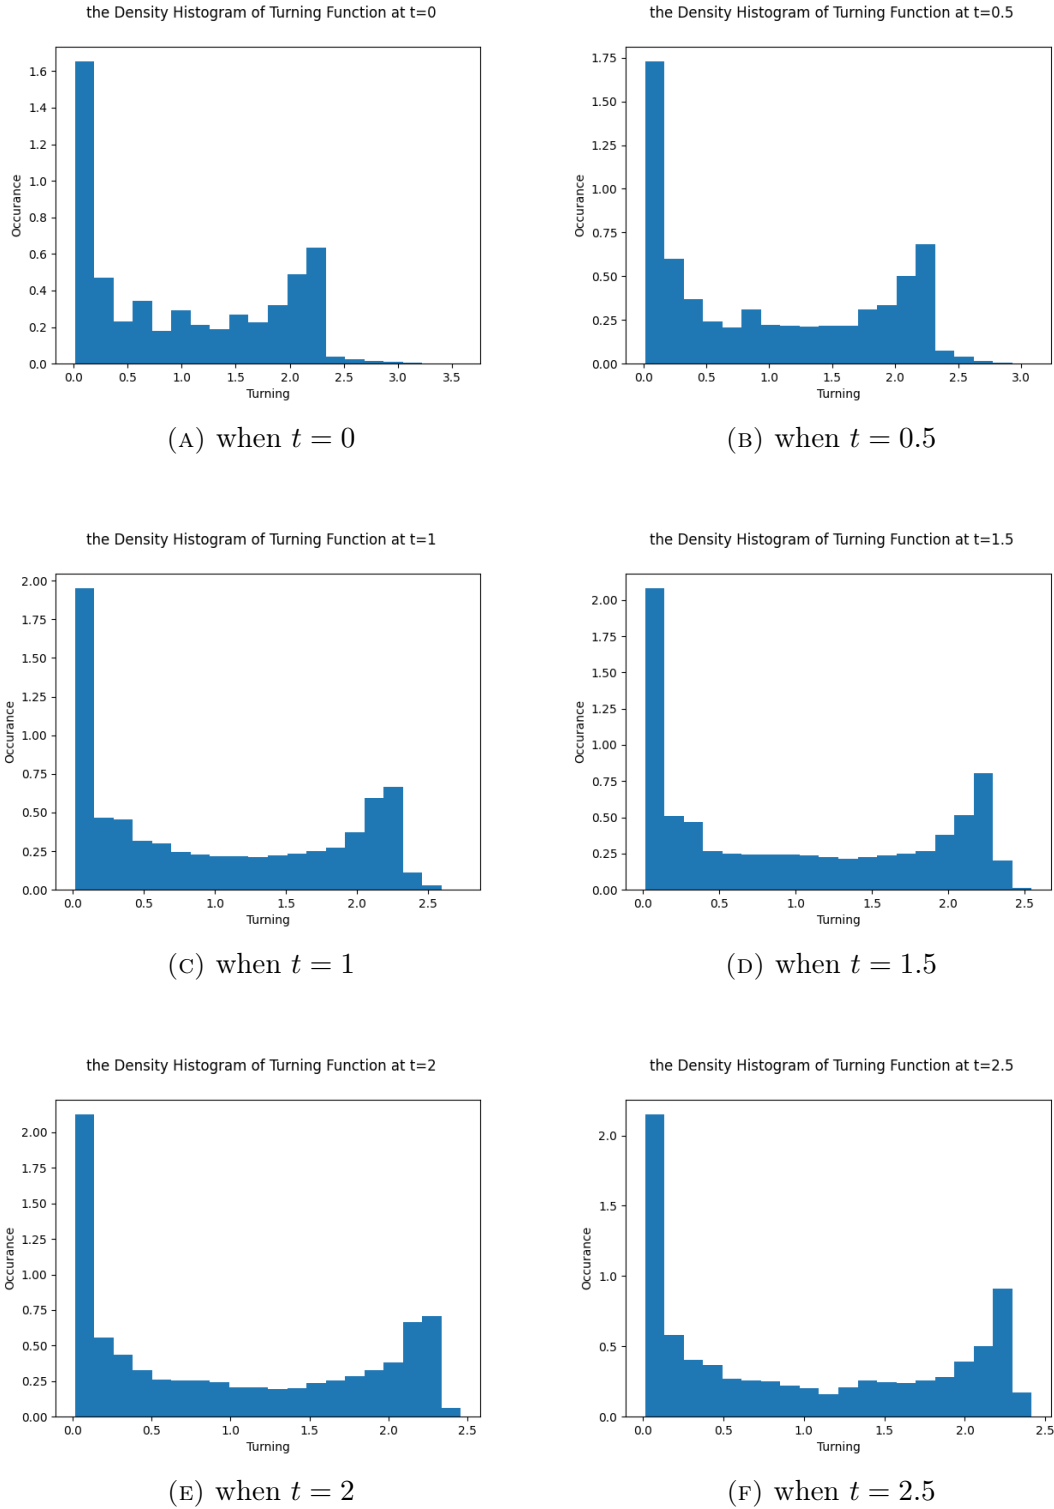 the Density Histogram of Turning Function at t=0
1.6
1.4
1.2
1.0
0.8
0.6
0.4
0.2
0.0
Occurance
0.0 0.5 1.0 1.5 2.0 2.5 3.0 3.5
Turning
(A) when t = 0
the Density Histogram of Turning Function at t=0.5
1.75
1.50
1.25
1.00
0.75
0.50
0.25
0.00
Occurance
0.0 0.5 1.0 1.5 2.0 2.5 3.0
Turning
(B) when t = 0.5
the Density Histogram of Turning Function at t=1
2.00
1.75
1.50
1.25
1.00
0.75
0.50
0.25
0.00
Occurance
0.0 0.5 1.0 1.5 2.0 2.5
Turning
(C) when t = 1
the Density Histogram of Turning Function at t=1.5
2.00
1.75
1.50
1.25
1.00
0.75
0.50
0.25
0.00
Occurance
0.0 0.5 1.0 1.5 2.0 2.5
Turning
(D) when t = 1.5
the Density Histogram of Turning Function at t=2
2.00
1.75
1.50
1.25
1.00
0.75
0.50
0.25
0.00
Occurance
0.0 0.5 1.0 1.5 2.0 2.5
Turning
(E) when t = 2
the Density Histogram of Turning Function at t=2.5
2.0
1.5
1.0
0.5
0.0
Occurance
0.0 0.5 1.0 1.5 2.0 2.5
Turning
(F) when t = 2.5